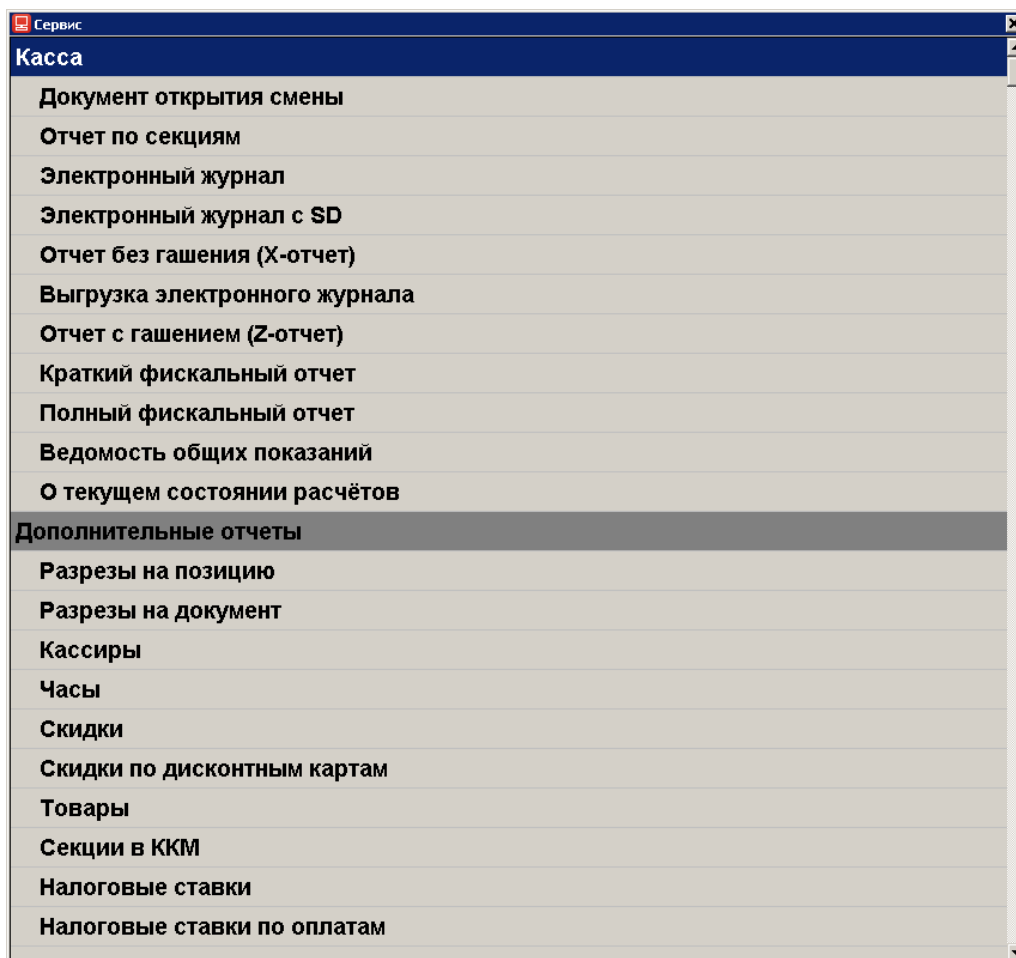 Сервис
Касса
Документ открытия смены
Отчет по секциям
Электронный журнал
Электронный журнал с SD
Отчет без гашения (X-отчет)
Выгрузка электронного журнала
Отчет с гашением (Z-отчет)
Краткий фискальный отчет
Полный фискальный отчет
Ведомость общих показаний
О текущем состоянии расчётов
Дополнительные отчеты
Разрезы на позицию
Разрезы на документ
Кассиры
Часы
Скидки
Скидки по дисконтным картам
Товары
Секции в ККМ
Налоговые ставки
Налоговые ставки по оплатам